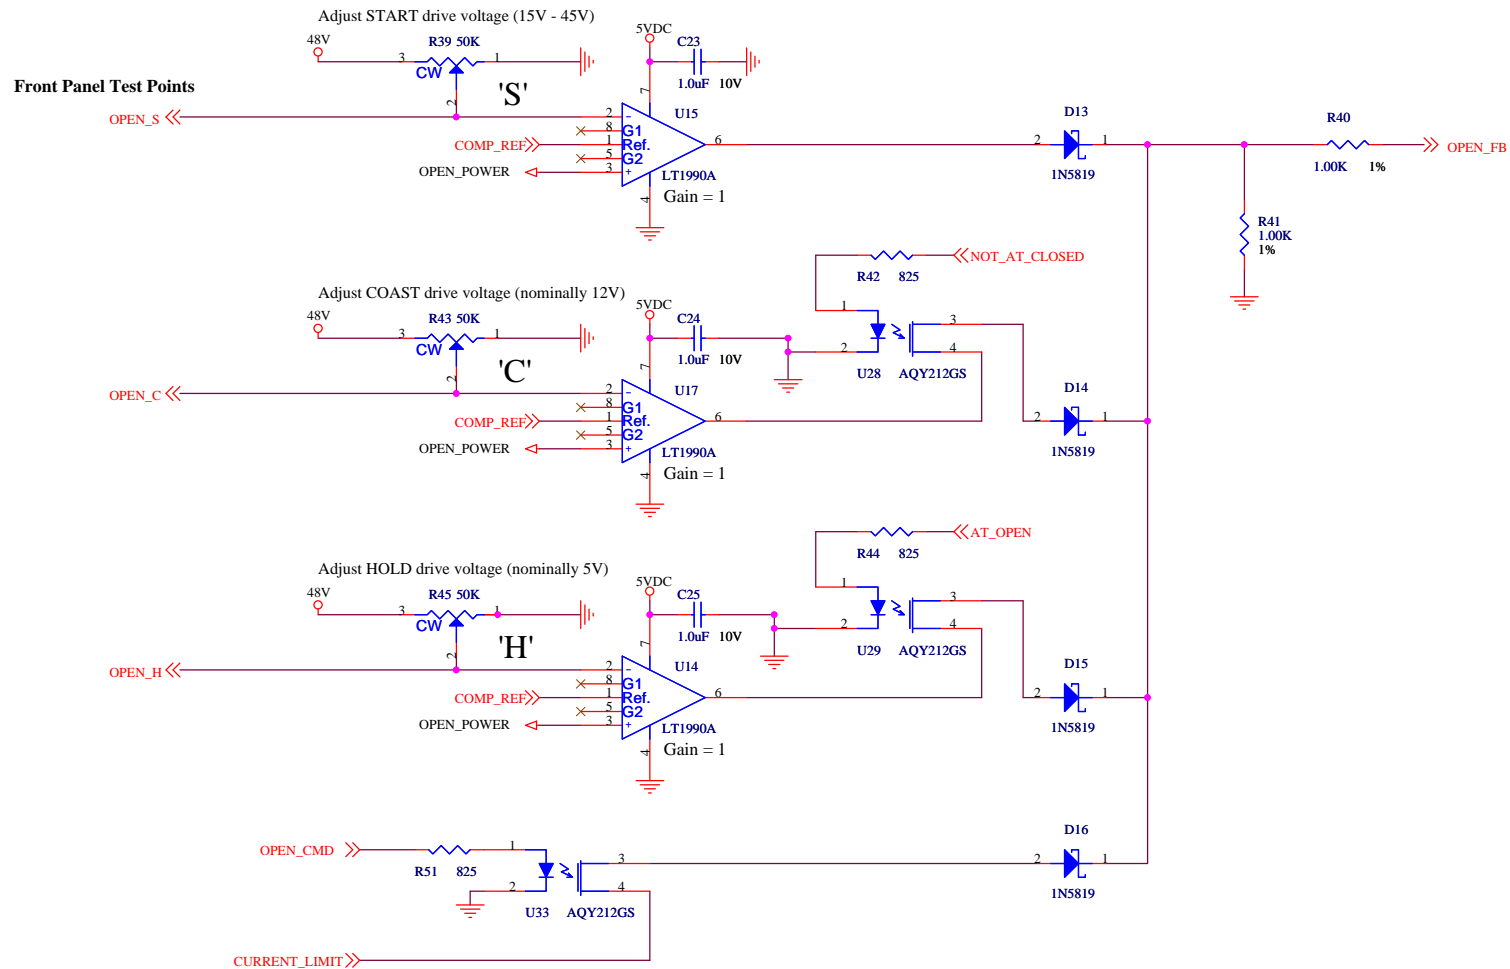 Adjust START drive voltage (15V - 45V)
48V
R39 50K
3
1
CW
2
'S'
5VDC
C23
1.0uF 10V
7
Front Panel Test Points
OPEN_S
2
8
1
5
3
-
G1
Ref.
G2
+
COMP_REF
OPEN_POWER
U15
6
LT1990A
4
Gain = 1
D13
2
1
1N5819
R40
1.00K 1%
OPEN_FB
R41
1.00K
1%
NOT_AT_CLOSED
R42 825
Adjust COAST drive voltage (nominally 12V)
48V
R43 50K
3
1
CW
2
'C'
5VDC
C24
1.0uF 10V
7
1
2
3
4
U28 AQY212GS
OPEN_C
2
8
1
5
3
-
G1
Ref.
G2
+
COMP_REF
OPEN_POWER
U17
6
LT1990A
4
Gain = 1
D14
2
1
1N5819
AT_OPEN
R44 825
Adjust HOLD drive voltage (nominally 5V)
48V
R45 50K
3
1
CW
2
'H'
5VDC
C25
1.0uF 10V
7
1
2
3
4
U29 AQY212GS
OPEN_H
2
8
1
5
3
-
G1
Ref.
G2
+
COMP_REF
OPEN_POWER
U14
6
LT1990A
4
Gain = 1
D15
2
1
1N5819
OPEN_CMD
R51 825
1
2
3
4
U33 AQY212GS
D16
2
1
1N5819
CURRENT_LIMIT